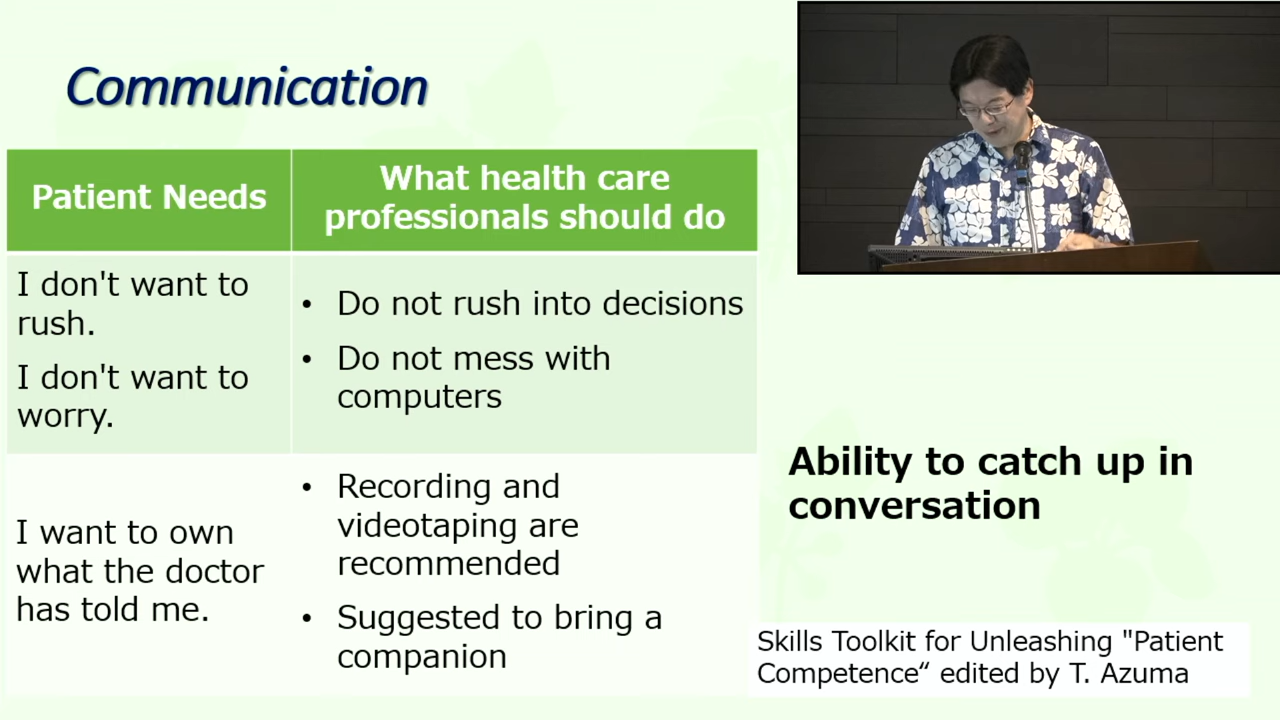 Communication
Patient Needs
What health care
professionals should do
I don't want to
rush.
I don't want to
worry.
• Do not rush into decisions
• Do not mess with
computers
I want to own
what the doctor
has told me.
• Recording and
videotaping are
recommended
• Suggested to bring a
companion
Ability to catch up in
conversation
Skills Toolkit for Unleashing "Patient
Competence“ edited by T. Azuma